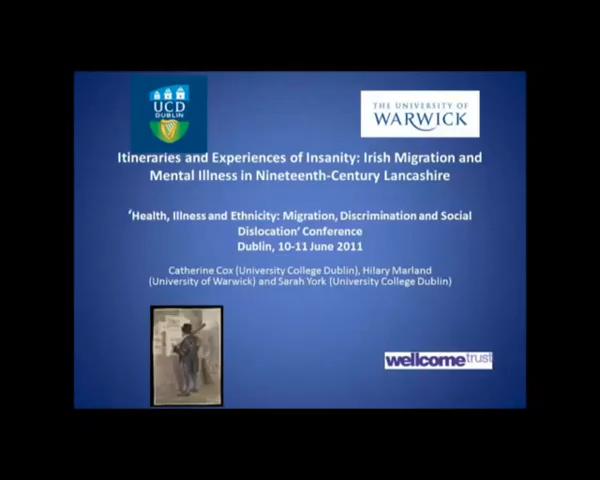 UCD
DUBLIN
THE UNIVERSITY OF
WARWICK
Itineraries and Experiences of Insanity: Irish Migration and
Mental Illness in Nineteenth-Century Lancashire
‘Health, Illness and Ethnicity: Migration, Discrimination and Social
Dislocation’ Conference
Dublin, 10-11 June 2011
Catherine Cox (University College Dublin), Hilary Marland
(University of Warwick) and Sarah York (University College Dublin)
wellcometrust